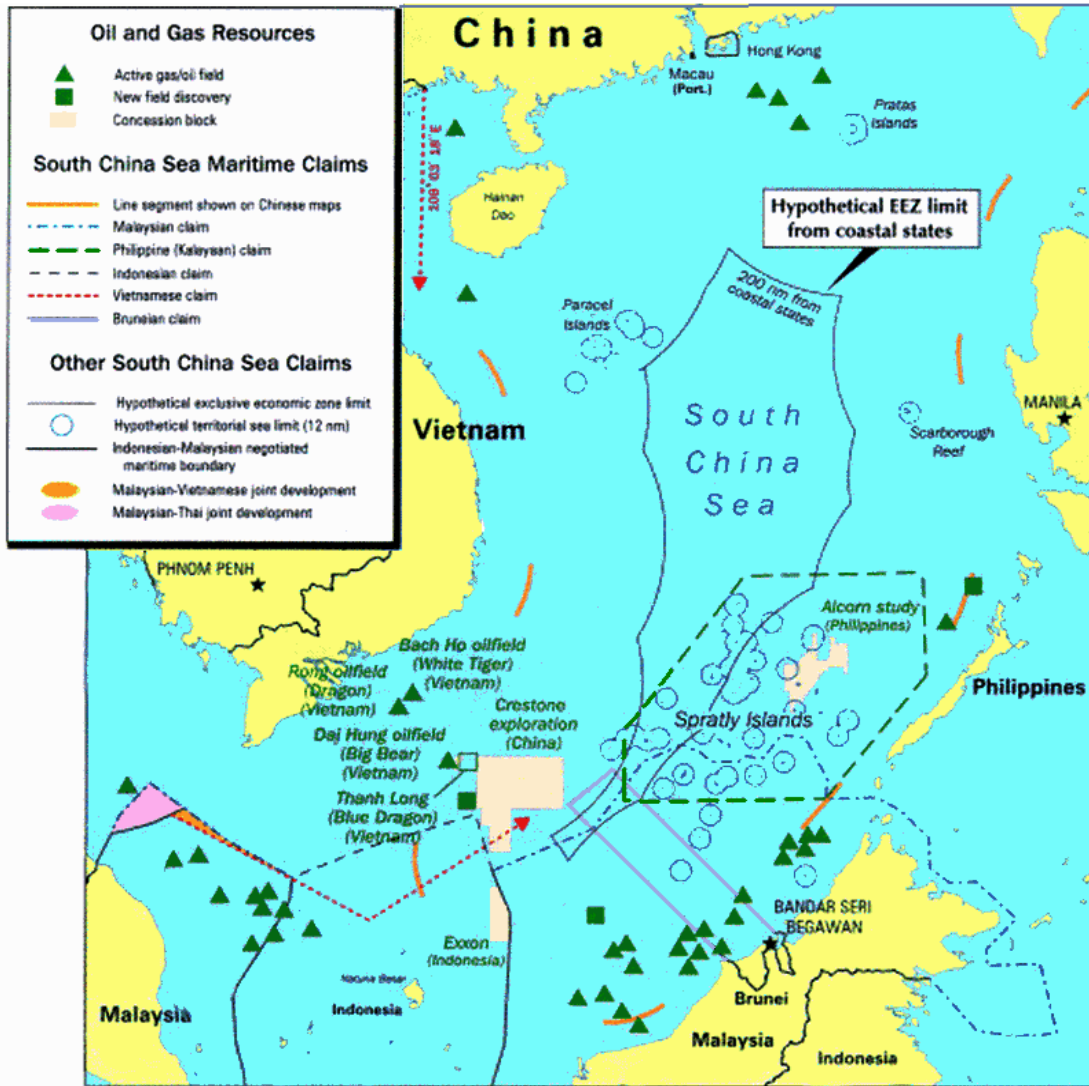 Oil and Gas Resources
Active gas/oil field
New field discovery
Concession block
South China Sea Maritime Claims
Line segment shown on Chinese maps
Malaysian claim
Philippine (Kalayaan) claim
Indonesian claim
Vietnamese claim
Bruneian claim
Other South China Sea Claims
Hypothetical exclusive economic zone limit
Hypothetical territorial sea limit (12 nm)
Indonesian-Malaysian negotiated
maritime boundary
Malaysian-Vietnamese joint development
Malaysian-Thai joint development
China
Hong Kong
Macau
(Port.)
Pratas
Islands
108° 03' 18" E
Hainan
Dao
Hypothetical EEZ limit
from coastal states
200 nm from
coastal states
Paracel
Islands
Vietnam
South
China
Sea
MANILA
Scarborough
Reef
PHNOM PENH
Alcorn study
(Philippines)
Bach Ho oilfield
(White Tiger)
(Vietnam)
Rong oilfield
(Dragon)
(Vietnam)
Crestone
exploration
(China)
Philippines
Spratly Islands
Dai Hung oilfield
(Big Bear)
(Vietnam)
Thanh Long
(Blue Dragon)
(Vietnam)
BANDAR SERI
BEGAWAN
Exxon
(Indonesia)
Natuna Besar
Malaysia
Indonesia
Brunei
Malaysia
Indonesia